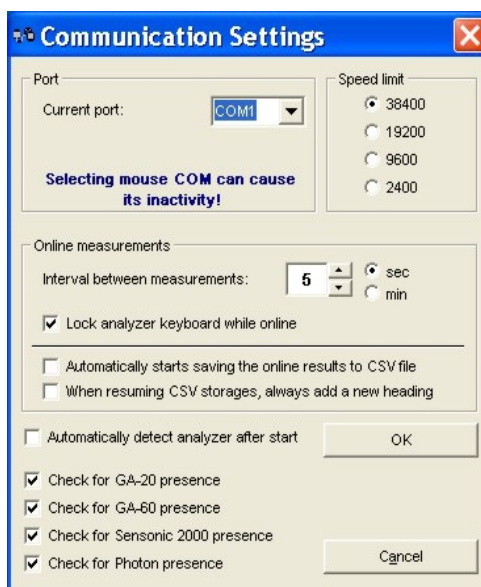 Communication Settings
Port
Current port:
COM1
Selecting mouse COM can cause
its inactivity!
Speed limit
38400
19200
9600
2400
Online measurements
Interval between measurements:
5
sec
min
Lock analyzer keyboard while online
Automatically starts saving the online results to CSV file
When resuming CSV storages, always add a new heading
Automatically detect analyzer after start
OK
Check for GA-20 presence
Check for GA-60 presence
Check for Sensonic 2000 presence
Check for Photon presence
Cancel